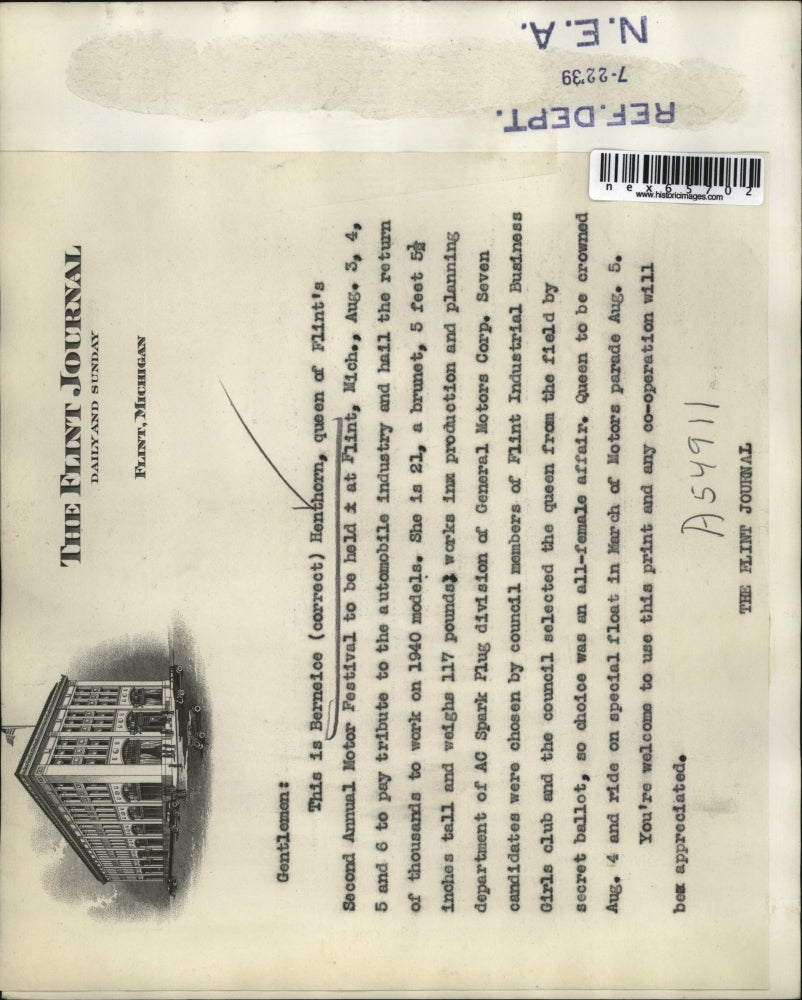 N.E.A.
7-22'39
REF.DEPT.
nex65702
www.historicimages.com
THE FLINT JOURNAL
DAILY AND SUNDAY
FLINT, MICHIGAN
Gentlemen:
This is Berneice (correct) Henthorn, queen of Flint's
Second Annual Motor Festival to be held x at Flint, Mich., Aug. 3, 4,
5 and 6 to pay tribute to the automobile industry and hail the return
of thousands to work on 1940 models. She is 21, a brunet, 5 feet 5½
inches tall and weighs 117 pounds, works inx production and planning
department of AC Spark Plug division of General Motors Corp. Seven
candidates were chosen by council members of Flint Industrial Business
Girls club and the council selected the queen from the field by
secret ballot, so choice was an all-female affair. Queen to be crowned
Aug. 4 and ride on special float in March of Motors parade Aug. 5.
You're welcome to use this print and any co-operation will
bex appreciated.
A54911
THE FLINT JOURNAL